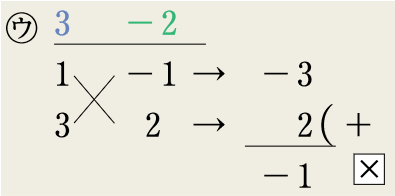 ㋒ 3 －2
1 －1 → －3
3 2 → 2( ＋
－1 ×